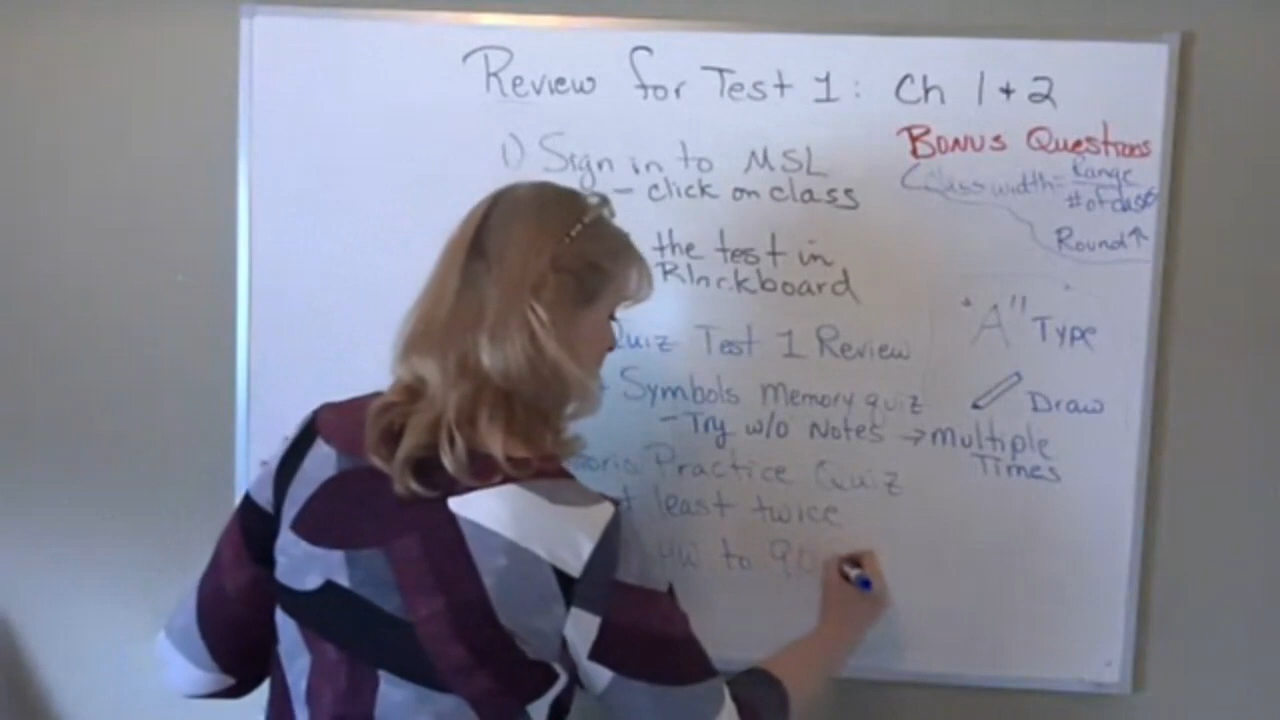 Review for Test 1: Ch 1 + 2
BONUS Questions
1) Sign in to MSL
- click on class
Class width = Range
# of class
Round ↑
the test in
Blackboard
"A" Type
Quiz Test 1 Review
Symbols Memory quiz
Draw
- Try w/o Notes → Multiple
Times
Practice Quiz
least twice
HW to 90